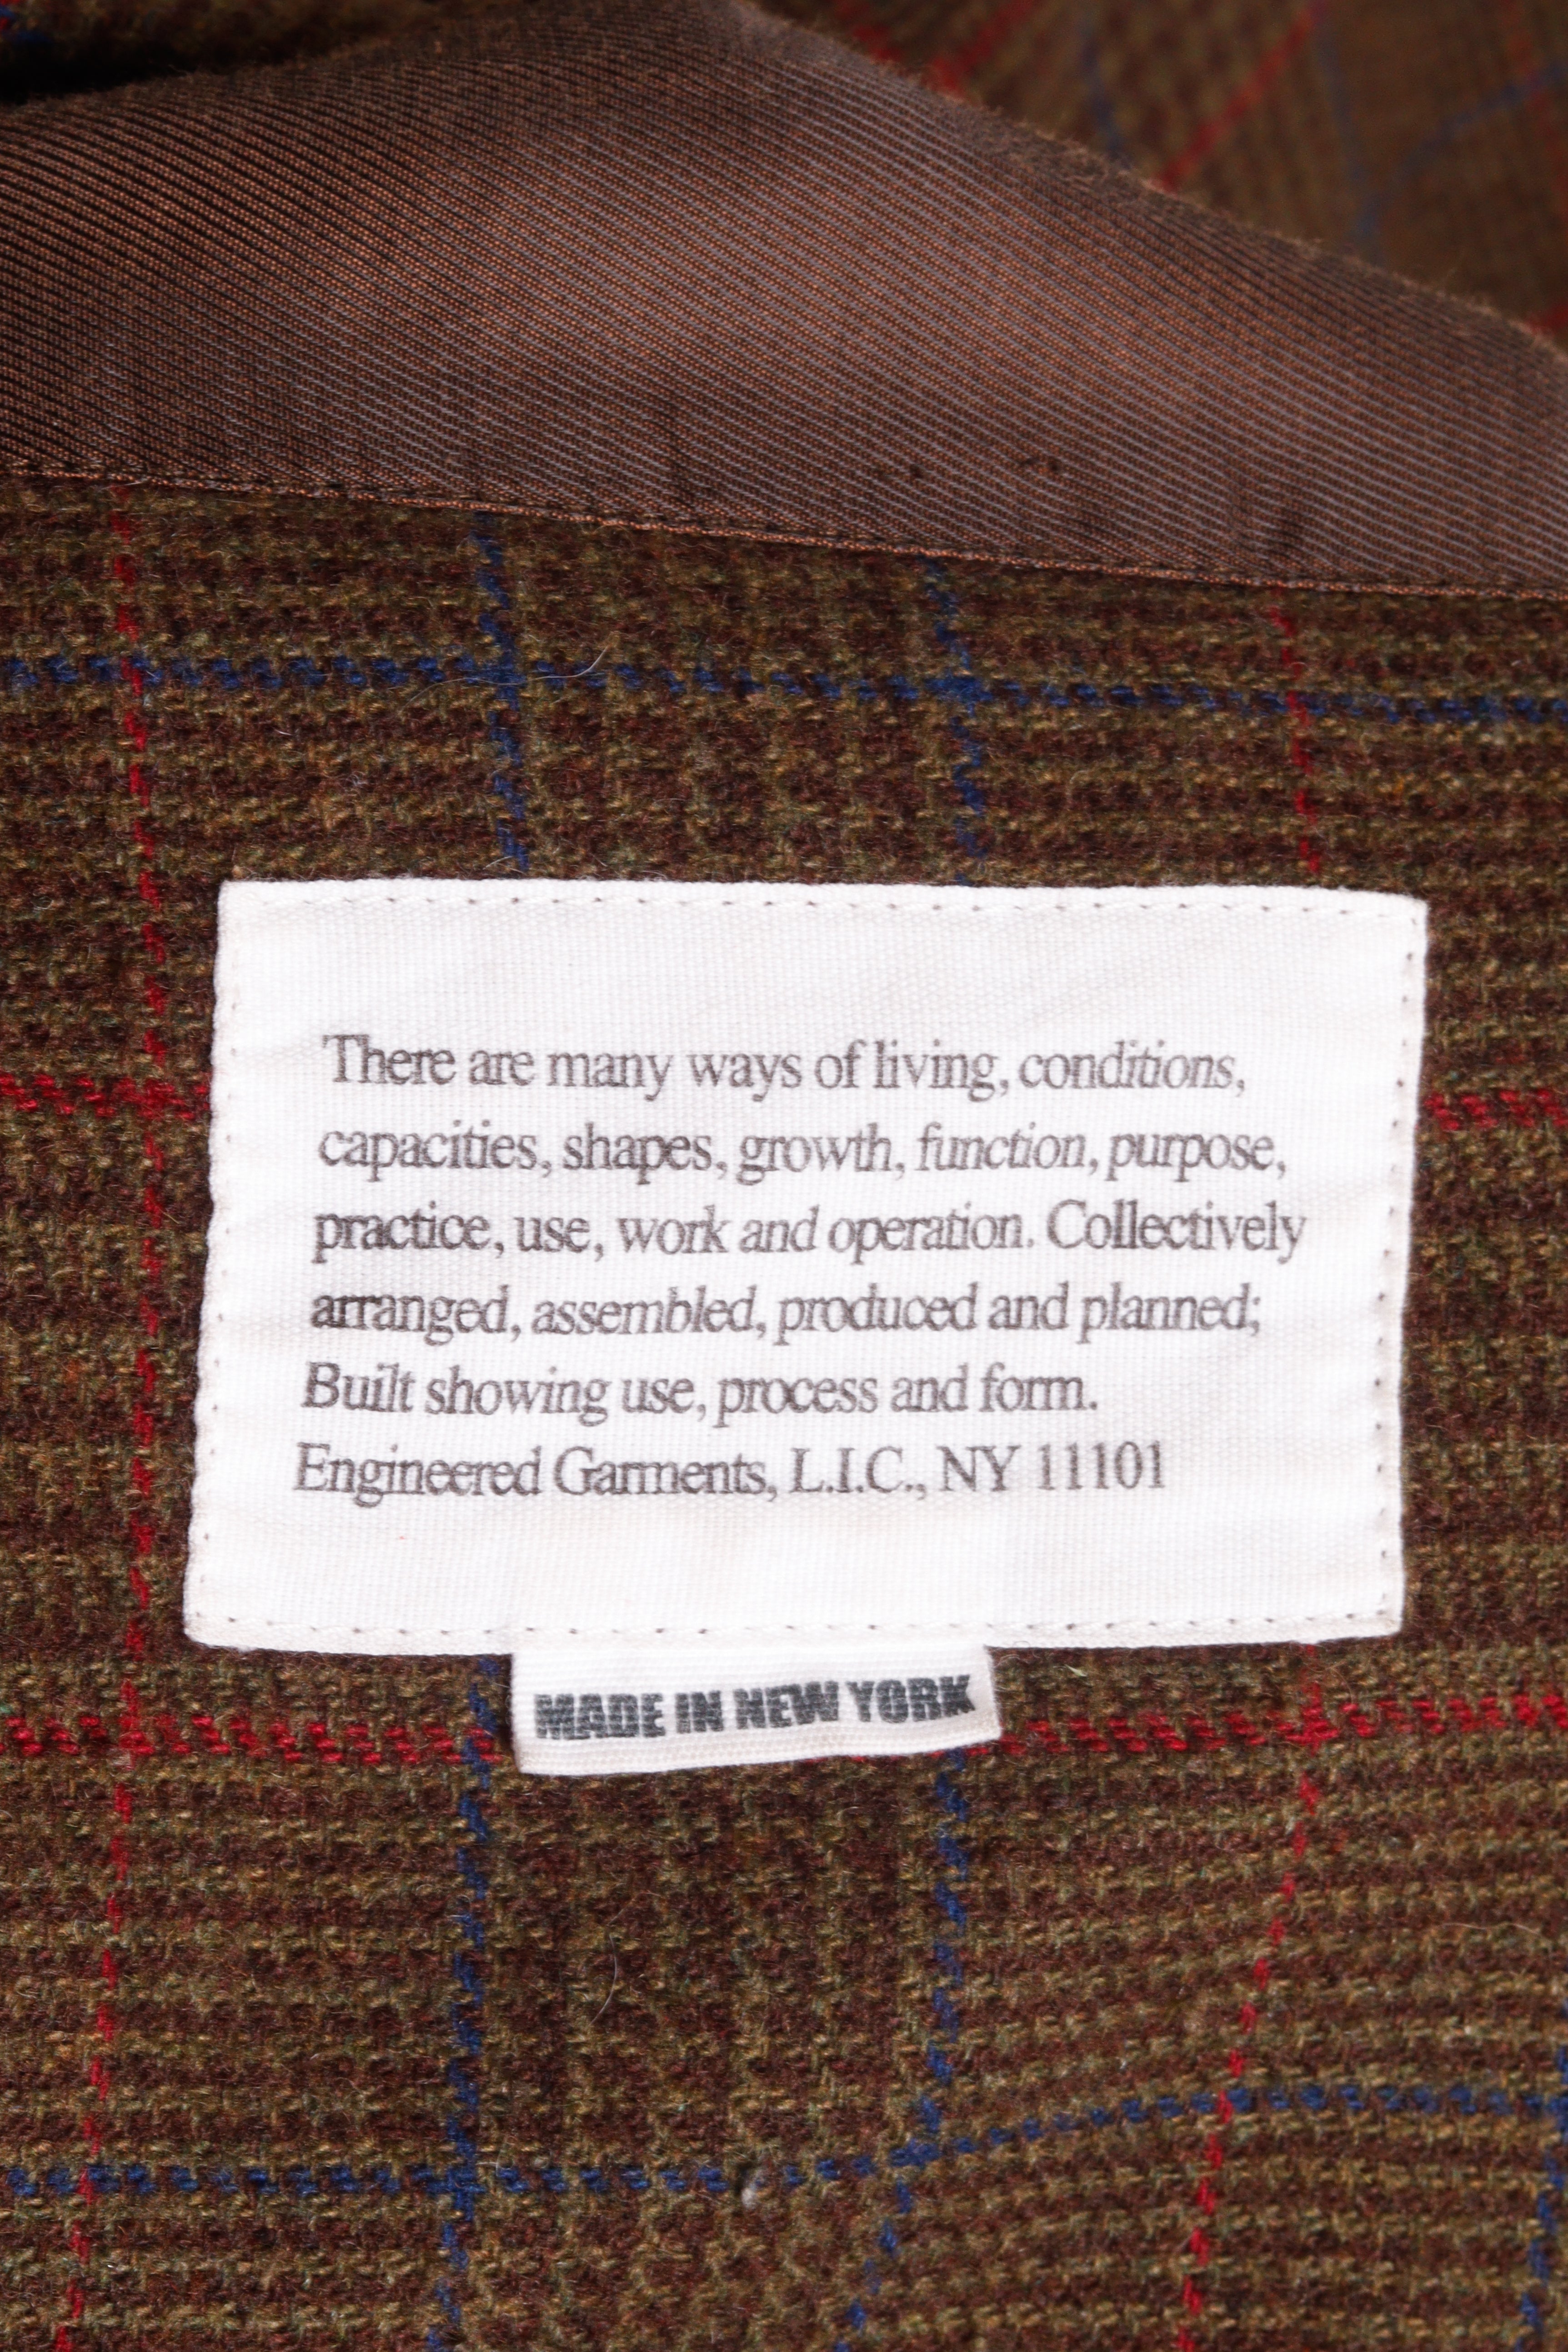 There are many ways of living, conditions,
capacities, shapes, growth, function, purpose,
practice, use, work and operation. Collectively
arranged, assembled, produced and planned;
Built showing use, process and form.
Engineered Garments, L.I.C., NY 11101
MADE IN NEW YORK